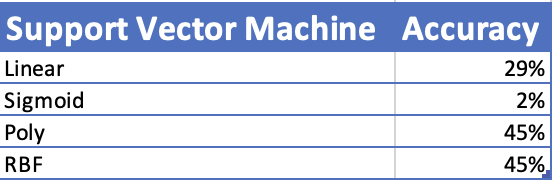 Support Vector Machine Accuracy
Linear 29%
Sigmoid 2%
Poly 45%
RBF 45%